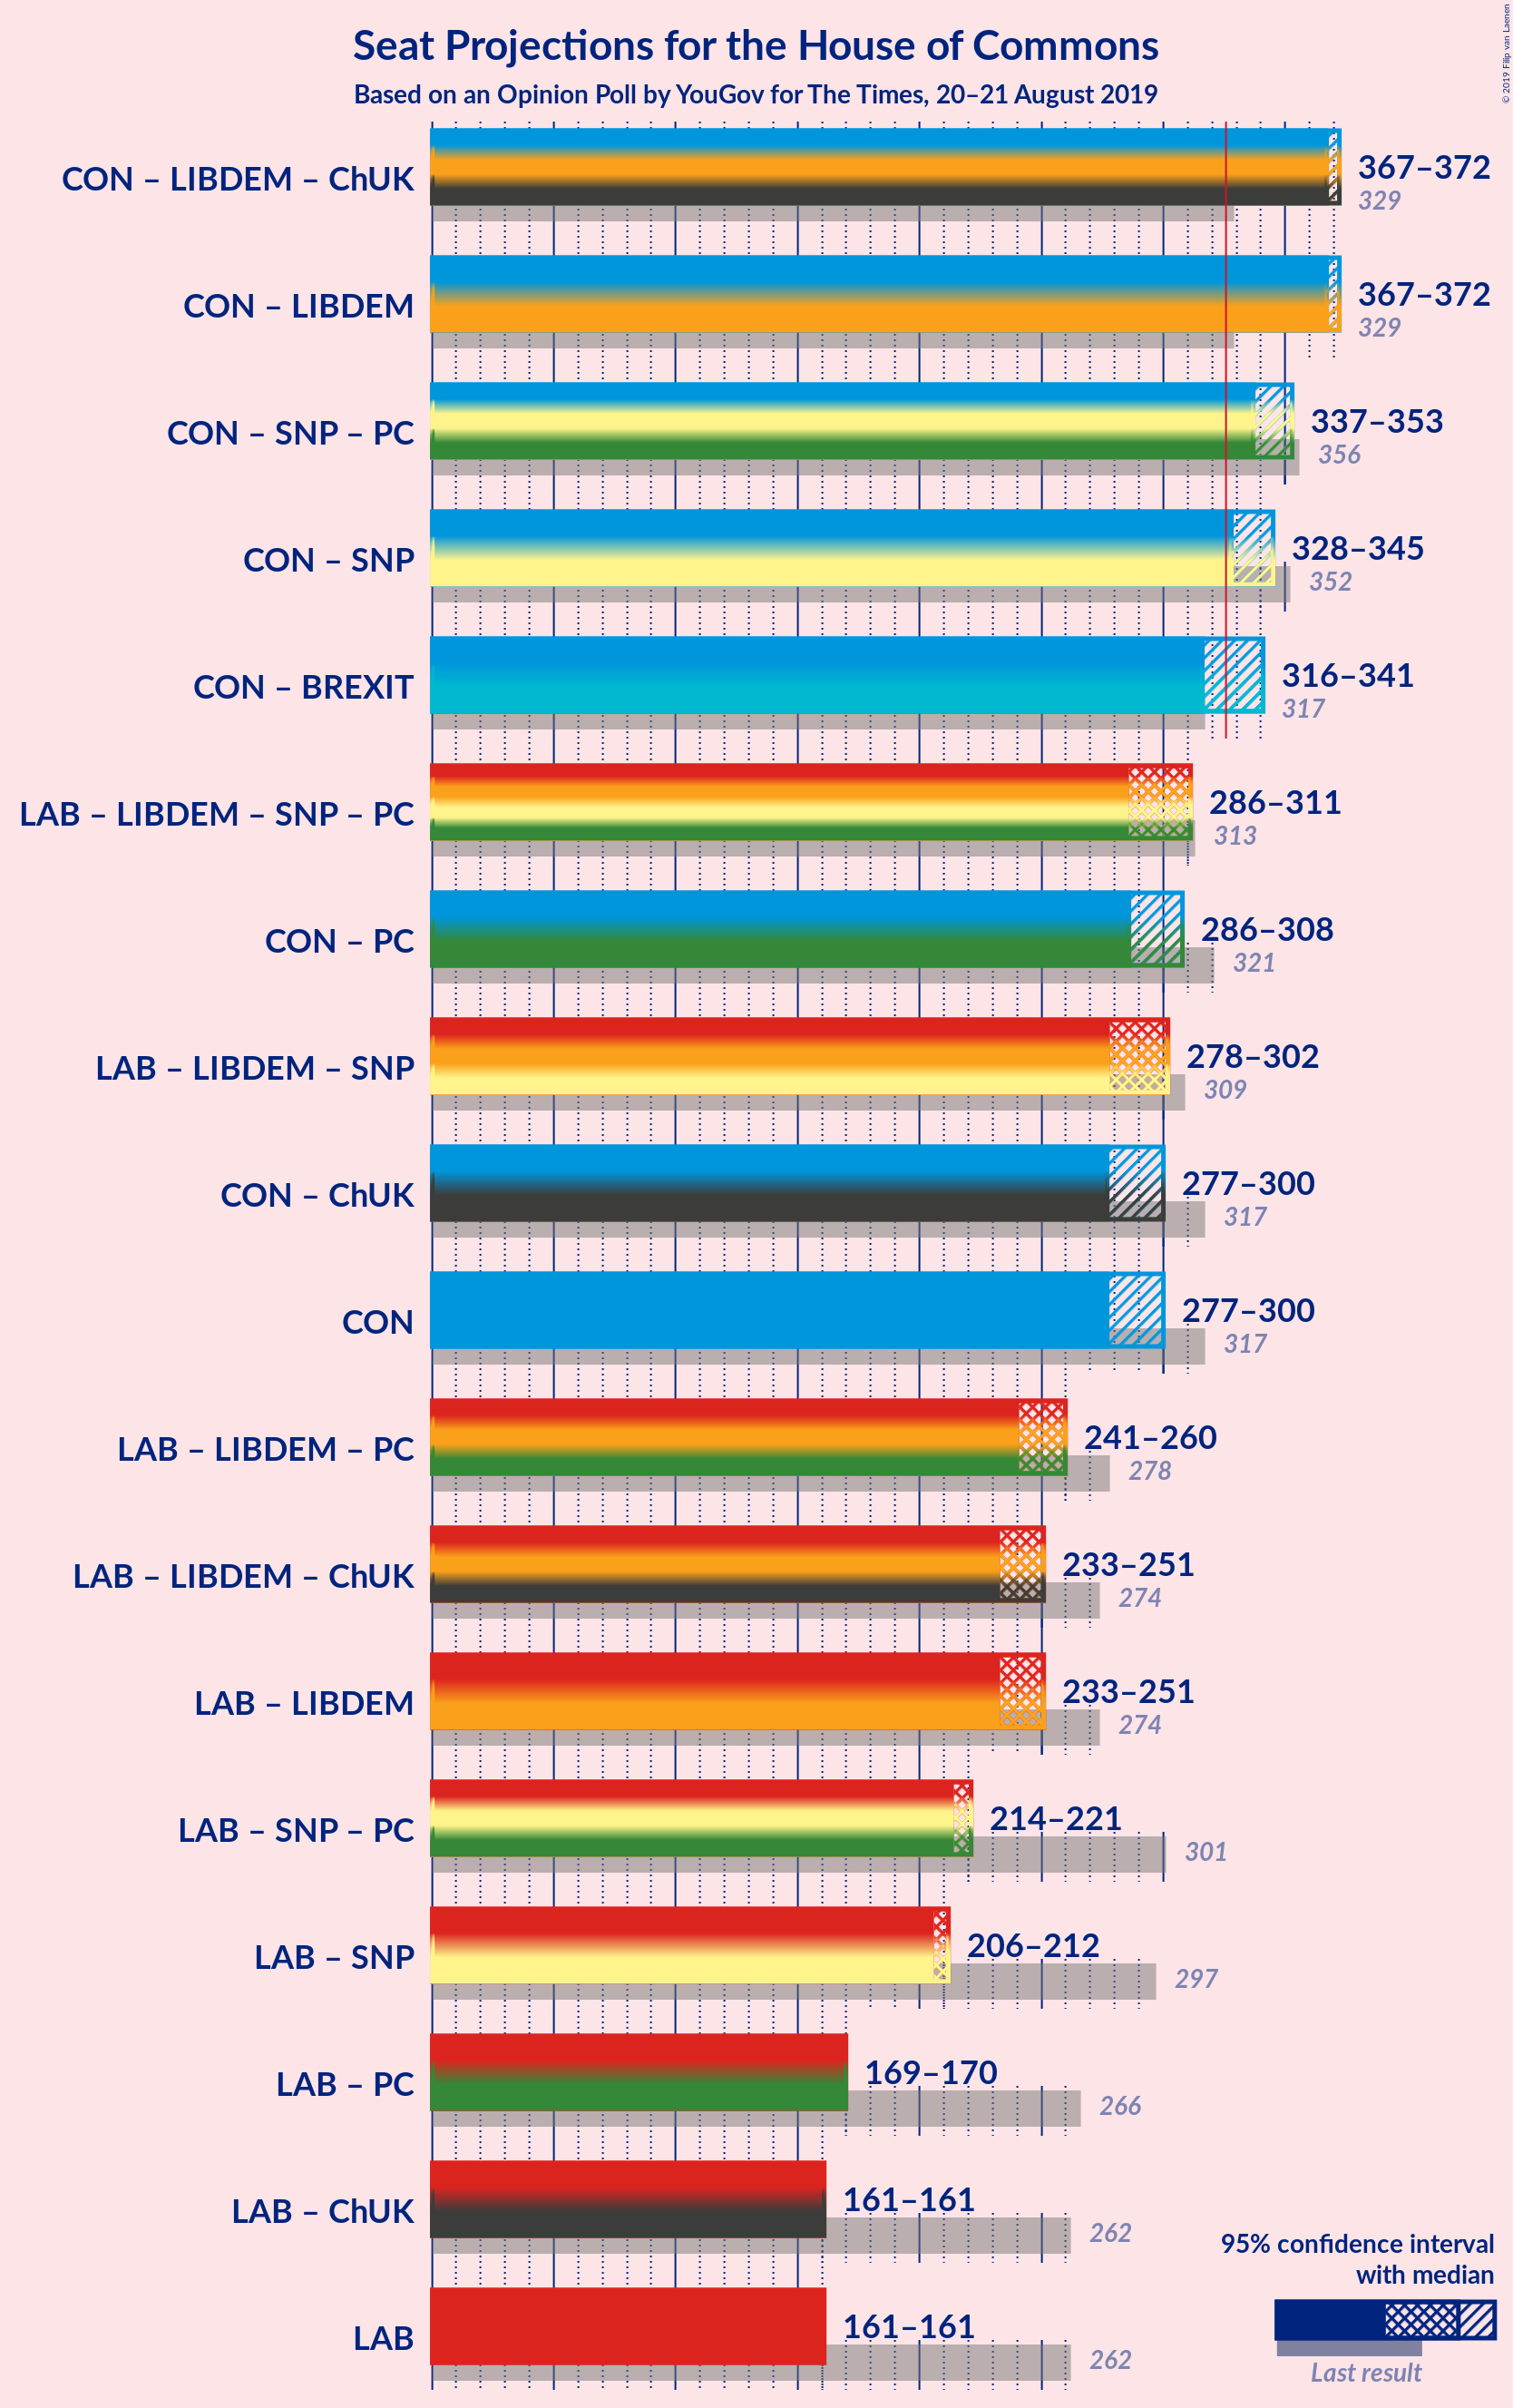 © 2019 Filip van Laenen
Seat Projections for the House of Commons
Based on an Opinion Poll by YouGov for The Times, 20–21 August 2019
CON – LIBDEM – ChUK
367–372
329
CON – LIBDEM
367–372
329
CON – SNP – PC
337–353
356
CON – SNP
328–345
352
CON – BREXIT
316–341
317
LAB – LIBDEM – SNP – PC
286–311
313
CON – PC
286–308
321
LAB – LIBDEM – SNP
278–302
309
CON – ChUK
277–300
317
CON
277–300
317
LAB – LIBDEM – PC
241–260
278
LAB – LIBDEM – ChUK
233–251
274
LAB – LIBDEM
233–251
274
LAB – SNP – PC
214–221
301
LAB – SNP
206–212
297
LAB – PC
169–170
266
LAB – ChUK
161–161
262
LAB
161–161
262
95% confidence interval
with median
Last result